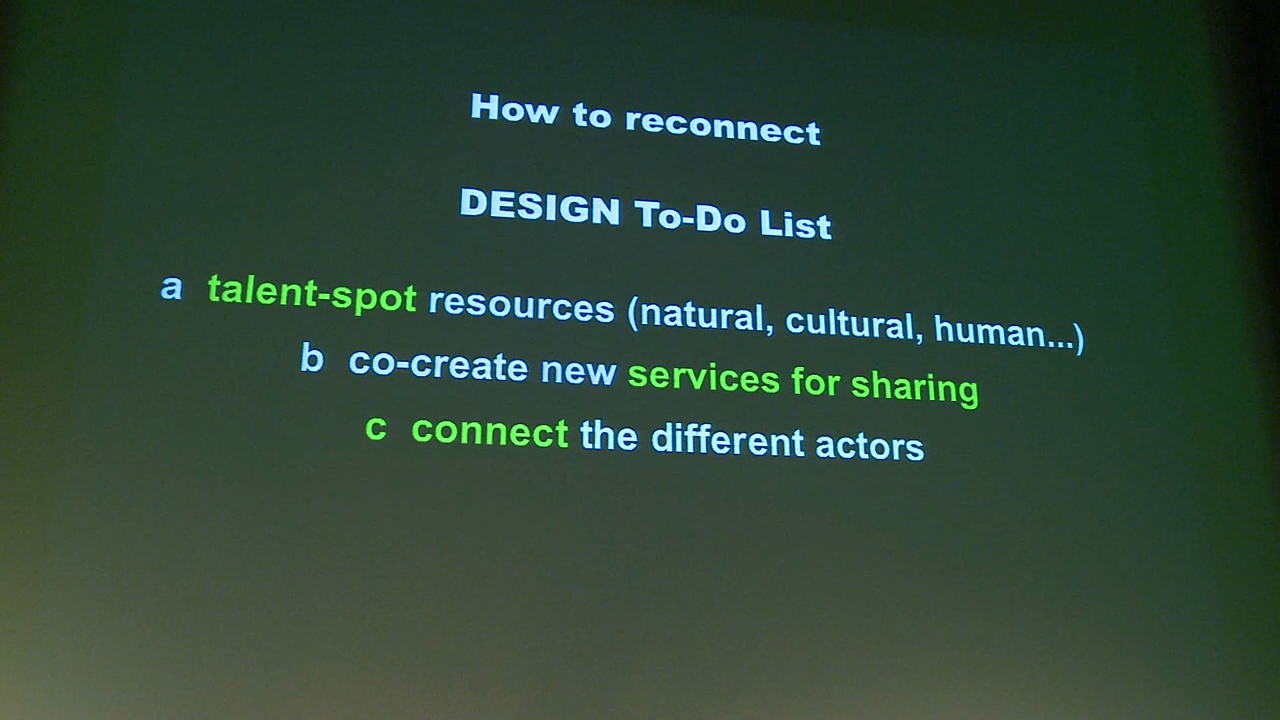 How to reconnect
DESIGN To-Do List
a talent-spot resources (natural, cultural, human...)
b co-create new services for sharing
c connect the different actors